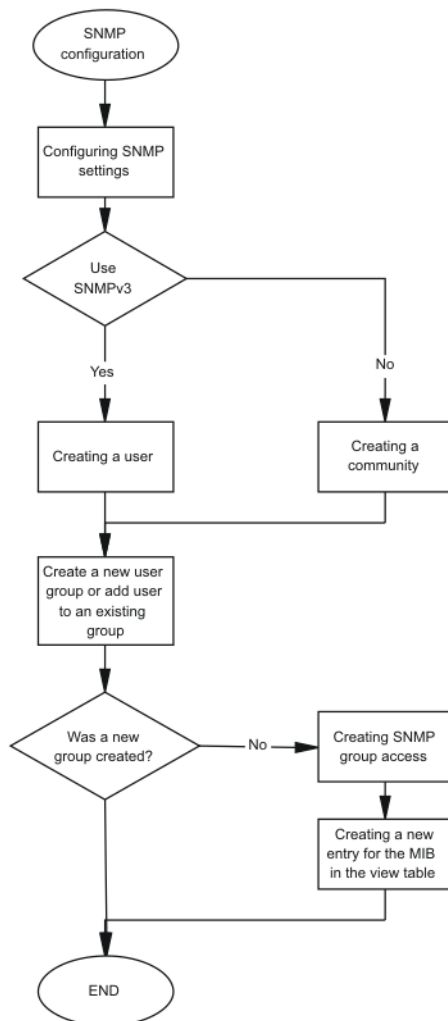 SNMP
configuration
Configuring SNMP
settings
Use
SNMPv3
Yes
No
Creating a user
Creating a
community
Create a new user
group or add user
to an existing
group
Was a new
group created?
No
Creating SNMP
group access
Creating a new
entry for the MIB
in the view table
END